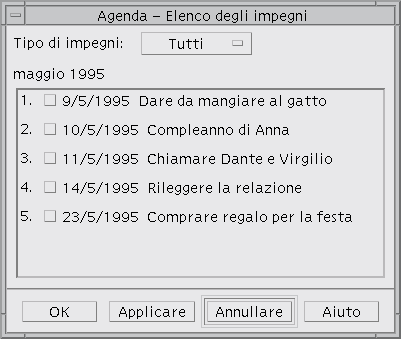 Agenda – Elenco degli impegni
Tipo di impegni: Tutti
maggio 1995
1. 9/5/1995 Dare da mangiare al gatto
2. 10/5/1995 Compleanno di Anna
3. 11/5/1995 Chiamare Dante e Virgilio
4. 14/5/1995 Rileggere la relazione
5. 23/5/1995 Comprare regalo per la festa
OK Applicare Annullare Aiuto